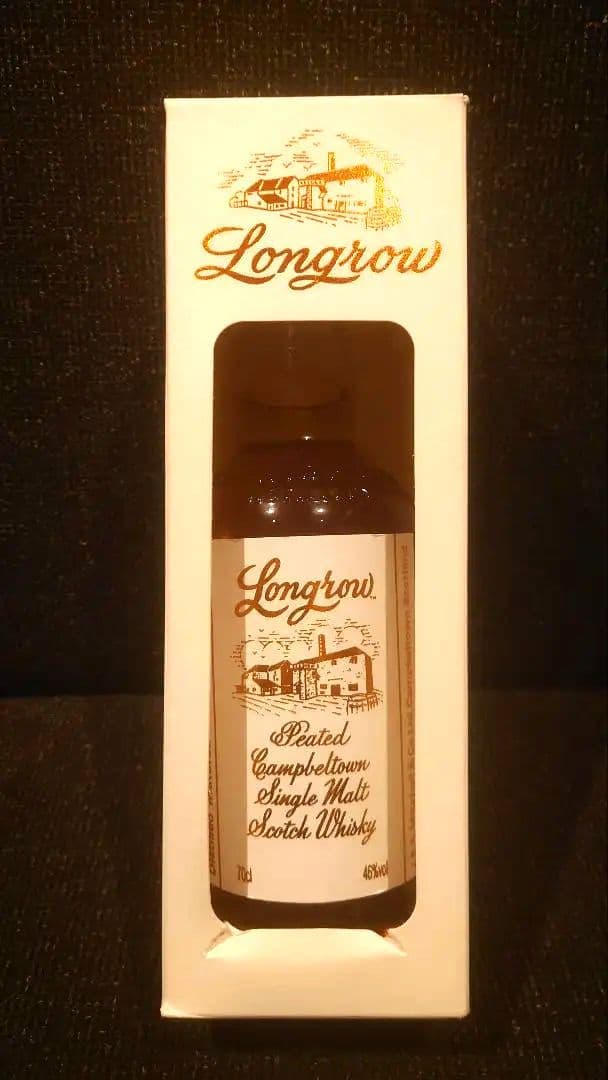 Longrow
Longrow
Peated
Campbeltown
Single Malt
Scotch Whisky
70cl
46%vol